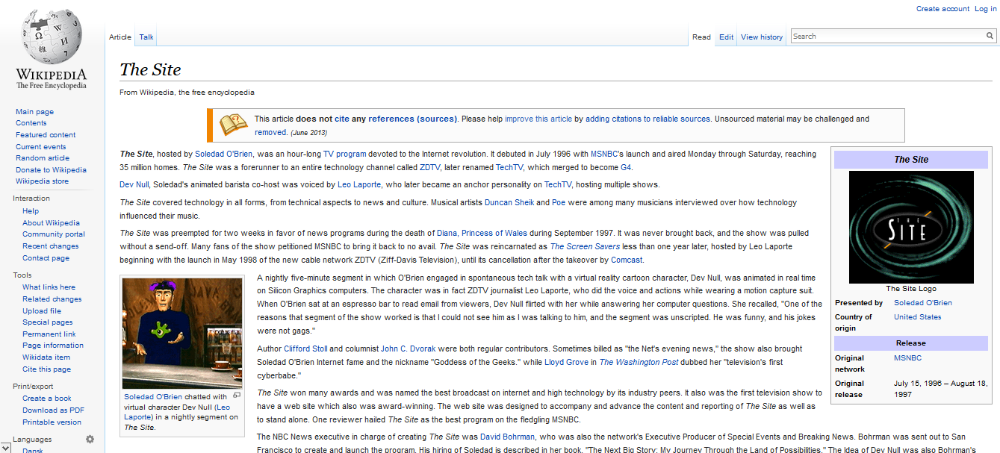 Create account Log in
Article Talk
Read Edit View history
Search
WIKIPEDIA
The Free Encyclopedia
Main page
Contents
Featured content
Current events
Random article
Donate to Wikipedia
Wikipedia store
Interaction
Help
About Wikipedia
Community portal
Recent changes
Contact page
Tools
What links here
Related changes
Upload file
Special pages
Permanent link
Page information
Wikidata item
Cite this page
Print/export
Create a book
Download as PDF
Printable version
Languages
Dansk
The Site
From Wikipedia, the free encyclopedia
This article does not cite any references (sources). Please help improve this article by adding citations to reliable sources. Unsourced material may be challenged and
removed. (June 2013)
The Site, hosted by Soledad O'Brien, was an hour-long TV program devoted to the Internet revolution. It debuted in July 1996 with MSNBC's launch and aired Monday through Saturday, reaching
35 million homes. The Site was a forerunner to an entire technology channel called ZDTV, later renamed TechTV, which merged to become G4.
Dev Null, Soledad's animated barista co-host was voiced by Leo Laporte, who later became an anchor personality on TechTV, hosting multiple shows.
The Site covered technology in all forms, from technical aspects to news and culture. Musical artists Duncan Sheik and Poe were among many musicians interviewed over how technology
influenced their music.
The Site was preempted for two weeks in favor of news programs during the death of Diana, Princess of Wales during September 1997. It was never brought back, and the show was pulled
without a send-off. Many fans of the show petitioned MSNBC to bring it back to no avail. The Site was reincarnated as The Screen Savers less than one year later, hosted by Leo Laporte
beginning with the launch in May 1998 of the new cable network ZDTV (Ziff-Davis Television), until its cancellation after the takeover by Comcast.
Soledad O'Brien chatted with
virtual character Dev Null (Leo
Laporte) in a nightly segment on
The Site.
A nightly five-minute segment in which O'Brien engaged in spontaneous tech talk with a virtual reality cartoon character, Dev Null, was animated in real time
on Silicon Graphics computers. The character was in fact ZDTV journalist Leo Laporte, who did the voice and actions while wearing a motion capture suit.
When O'Brien sat at an espresso bar to read email from viewers, Dev Null flirted with her while answering her computer questions. She recalled, "One of the
reasons that segment of the show worked is that I could not see him as I was talking to him, and the segment was unscripted. He was funny, and his jokes
were not gags."
Author Clifford Stoll and columnist John C. Dvorak were both regular contributors. Sometimes billed as "the Net's evening news," the show also brought
Soledad O'Brien Internet fame and the nickname "Goddess of the Geeks." while Lloyd Grove in The Washington Post dubbed her "television's first
cyberbabe."
The Site won many awards and was named the best broadcast on internet and high technology by its industry peers. It also was the first television show to
have a web site which also was award-winning. The web site was designed to accompany and advance the content and reporting of The Site as well as
to stand alone. One reviewer hailed The Site as the best program on the fledgling MSNBC.
The NBC News executive in charge of creating The Site was David Bohrman, who was also the network's Executive Producer of Special Events and Breaking News. Bohrman was sent out to San
Francisco to create and launch the program. His hiring of Soledad is described in her book, "The Next Big Story: My Journey Through the Land of Possibilities." The Idea of Dev Null was also Bohrman's
The Site
THE
SITE
The Site Logo
Presented by Soledad O'Brien
Country of United States
origin
Release
Original MSNBC
network
Original July 15, 1996 – August 18,
release 1997